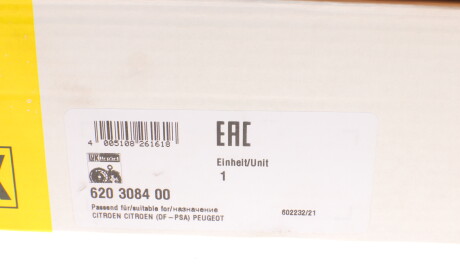 4 005108 261618
EAC
Einheit/Unit
1
620 3084 00
Passend für/suitable for/назначение
CITROEN CITROEN (DF-PSA) PEUGEOT
602232/21